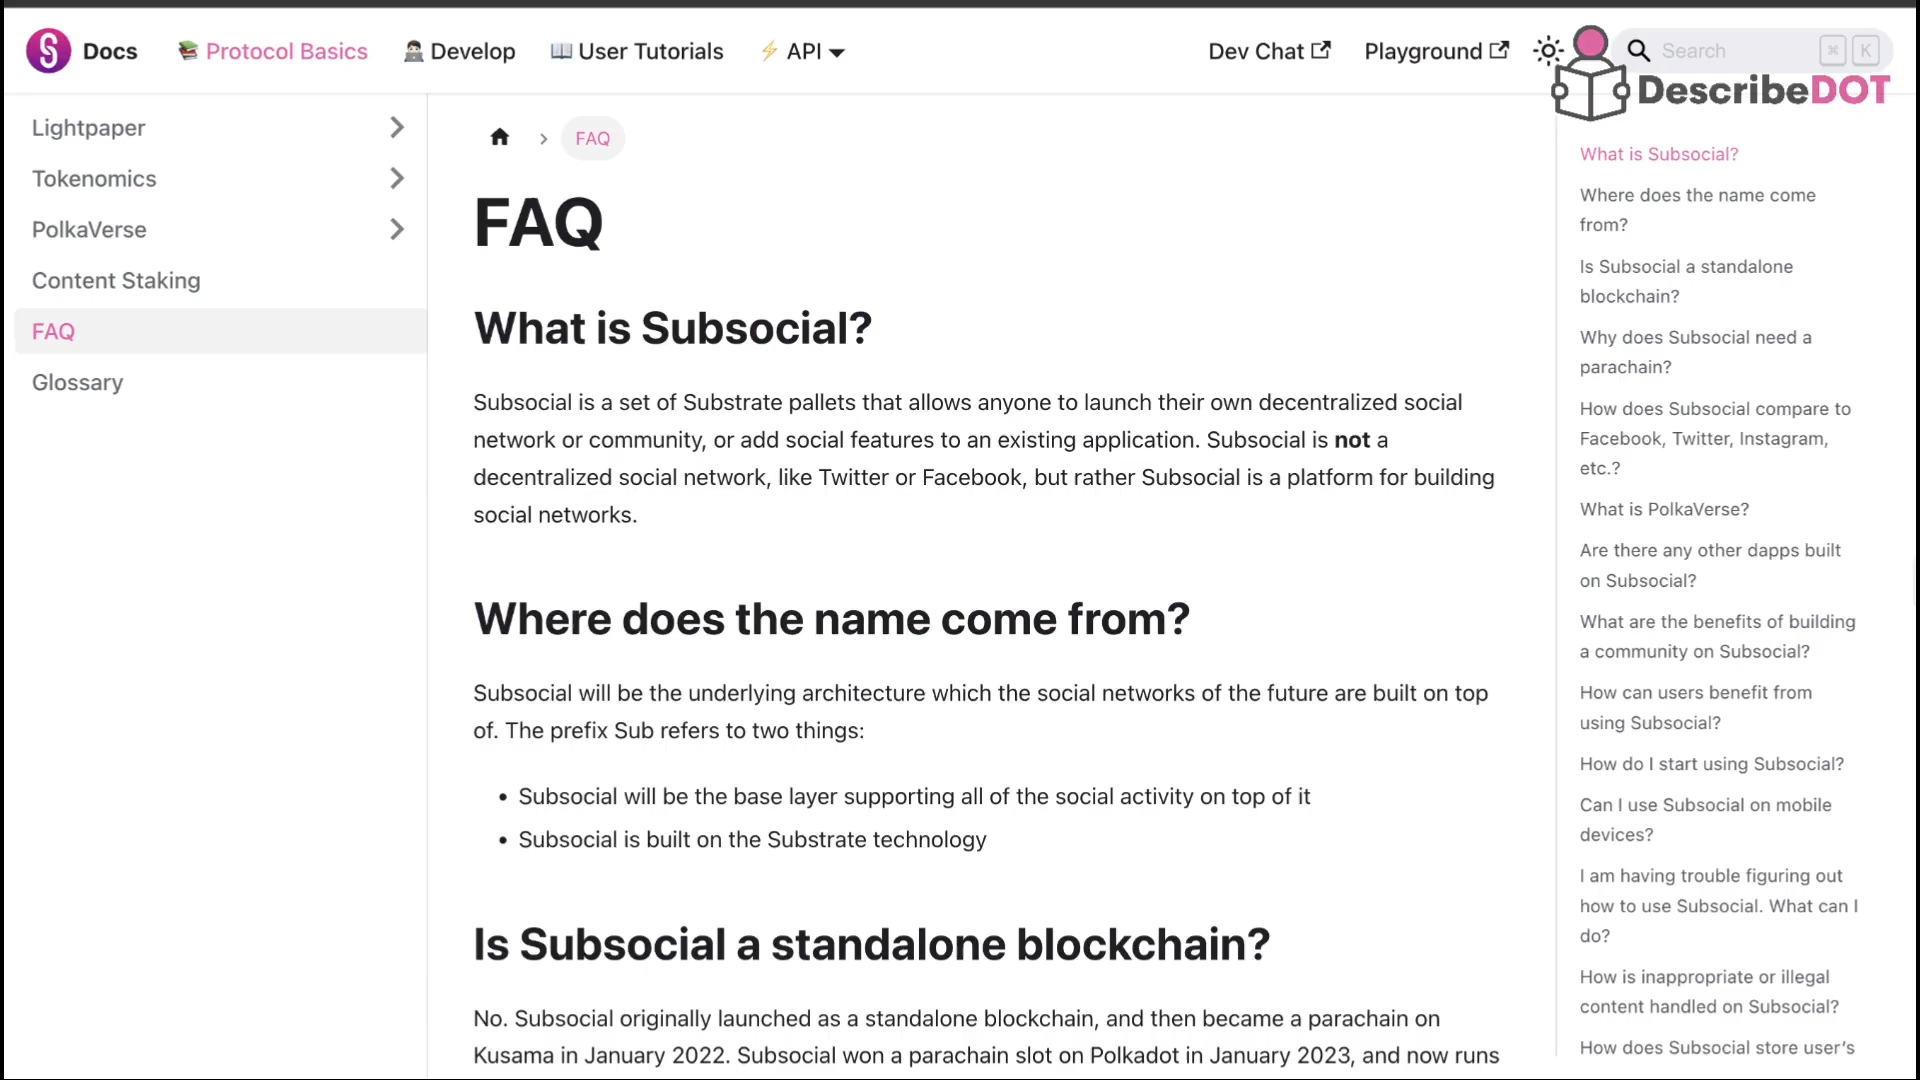 Docs
📚 Protocol Basics
🧑🏻‍💻 Develop
📖 User Tutorials
⚡ API
Dev Chat
Playground
Search
⌘ K
DescribeDOT
Lightpaper
Tokenomics
PolkaVerse
Content Staking
FAQ
Glossary
FAQ
FAQ
What is Subsocial?
Subsocial is a set of Substrate pallets that allows anyone to launch their own decentralized social
network or community, or add social features to an existing application. Subsocial is not a
decentralized social network, like Twitter or Facebook, but rather Subsocial is a platform for building
social networks.
Where does the name come from?
Subsocial will be the underlying architecture which the social networks of the future are built on top
of. The prefix Sub refers to two things:
• Subsocial will be the base layer supporting all of the social activity on top of it
• Subsocial is built on the Substrate technology
Is Subsocial a standalone blockchain?
No. Subsocial originally launched as a standalone blockchain, and then became a parachain on
Kusama in January 2022. Subsocial won a parachain slot on Polkadot in January 2023, and now runs
What is Subsocial?
Where does the name come
from?
Is Subsocial a standalone
blockchain?
Why does Subsocial need a
parachain?
How does Subsocial compare to
Facebook, Twitter, Instagram,
etc.?
What is PolkaVerse?
Are there any other dapps built
on Subsocial?
What are the benefits of building
a community on Subsocial?
How can users benefit from
using Subsocial?
How do I start using Subsocial?
Can I use Subsocial on mobile
devices?
I am having trouble figuring out
how to use Subsocial. What can I
do?
How is inappropriate or illegal
content handled on Subsocial?
How does Subsocial store user's